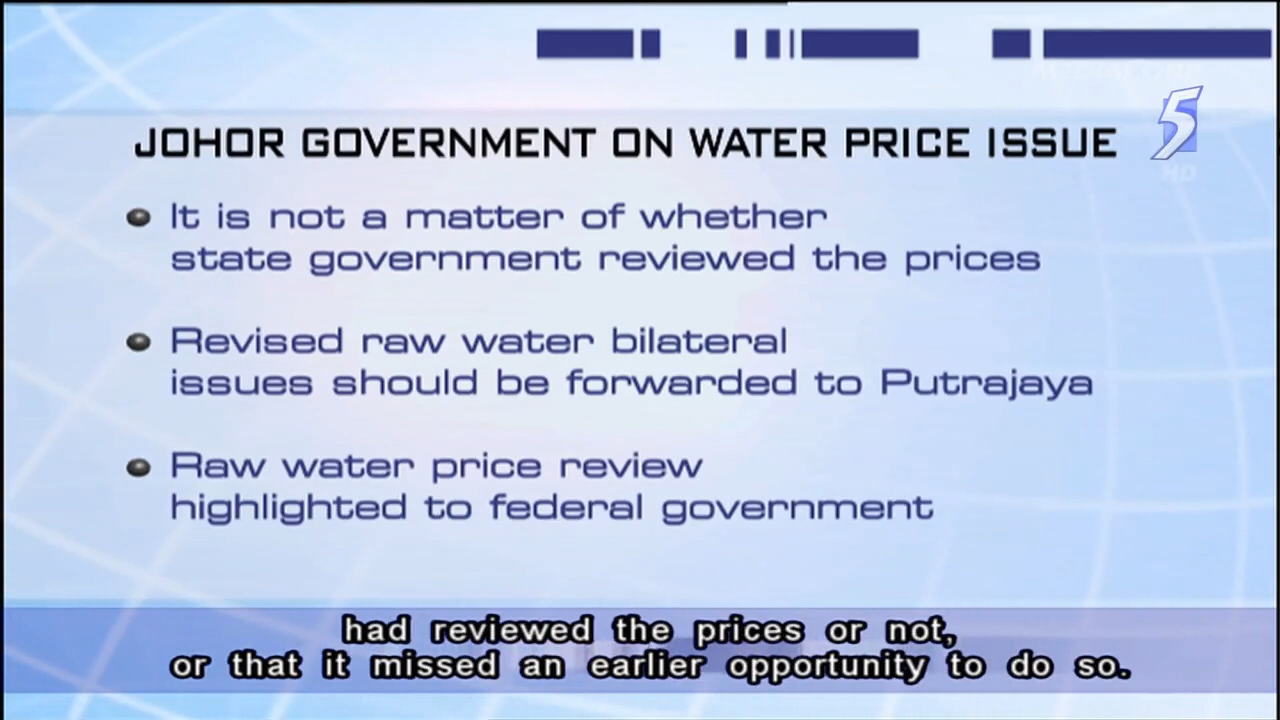 JOHOR GOVERNMENT ON WATER PRICE ISSUE
5
HD
It is not a matter of whether
state government reviewed the prices
Revised raw water bilateral
issues should be forwarded to Putrajaya
Raw water price review
highlighted to federal government
had reviewed the prices or not,
or that it missed an earlier opportunity to do so.